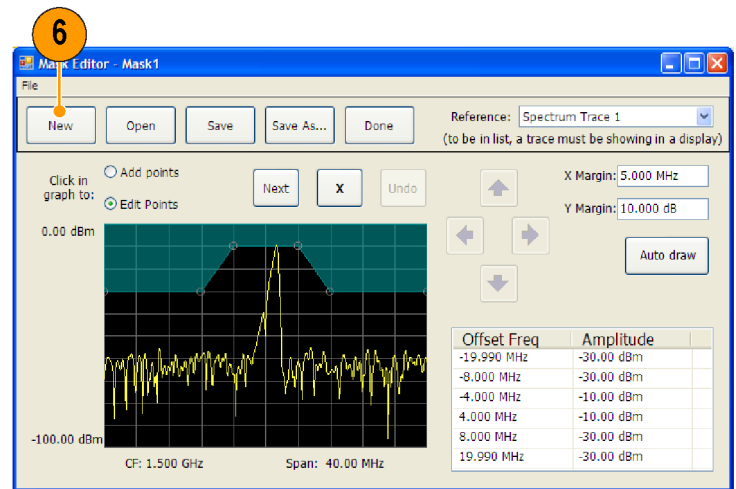 6
Mask Editor - Mask1
File
New Open Save Save As... Done
Reference: Spectrum Trace 1
(to be in list, a trace must be showing in a display)
Click in graph to:
Add points
Edit Points
Next X Undo
X Margin: 5.000 MHz
Y Margin: 10.000 dB
Auto draw
0.00 dBm
-100.00 dBm
CF: 1.500 GHz Span: 40.00 MHz
Offset Freq Amplitude
-19.990 MHz -30.00 dBm
-8.000 MHz -30.00 dBm
-4.000 MHz -10.00 dBm
4.000 MHz -10.00 dBm
8.000 MHz -30.00 dBm
19.990 MHz -30.00 dBm